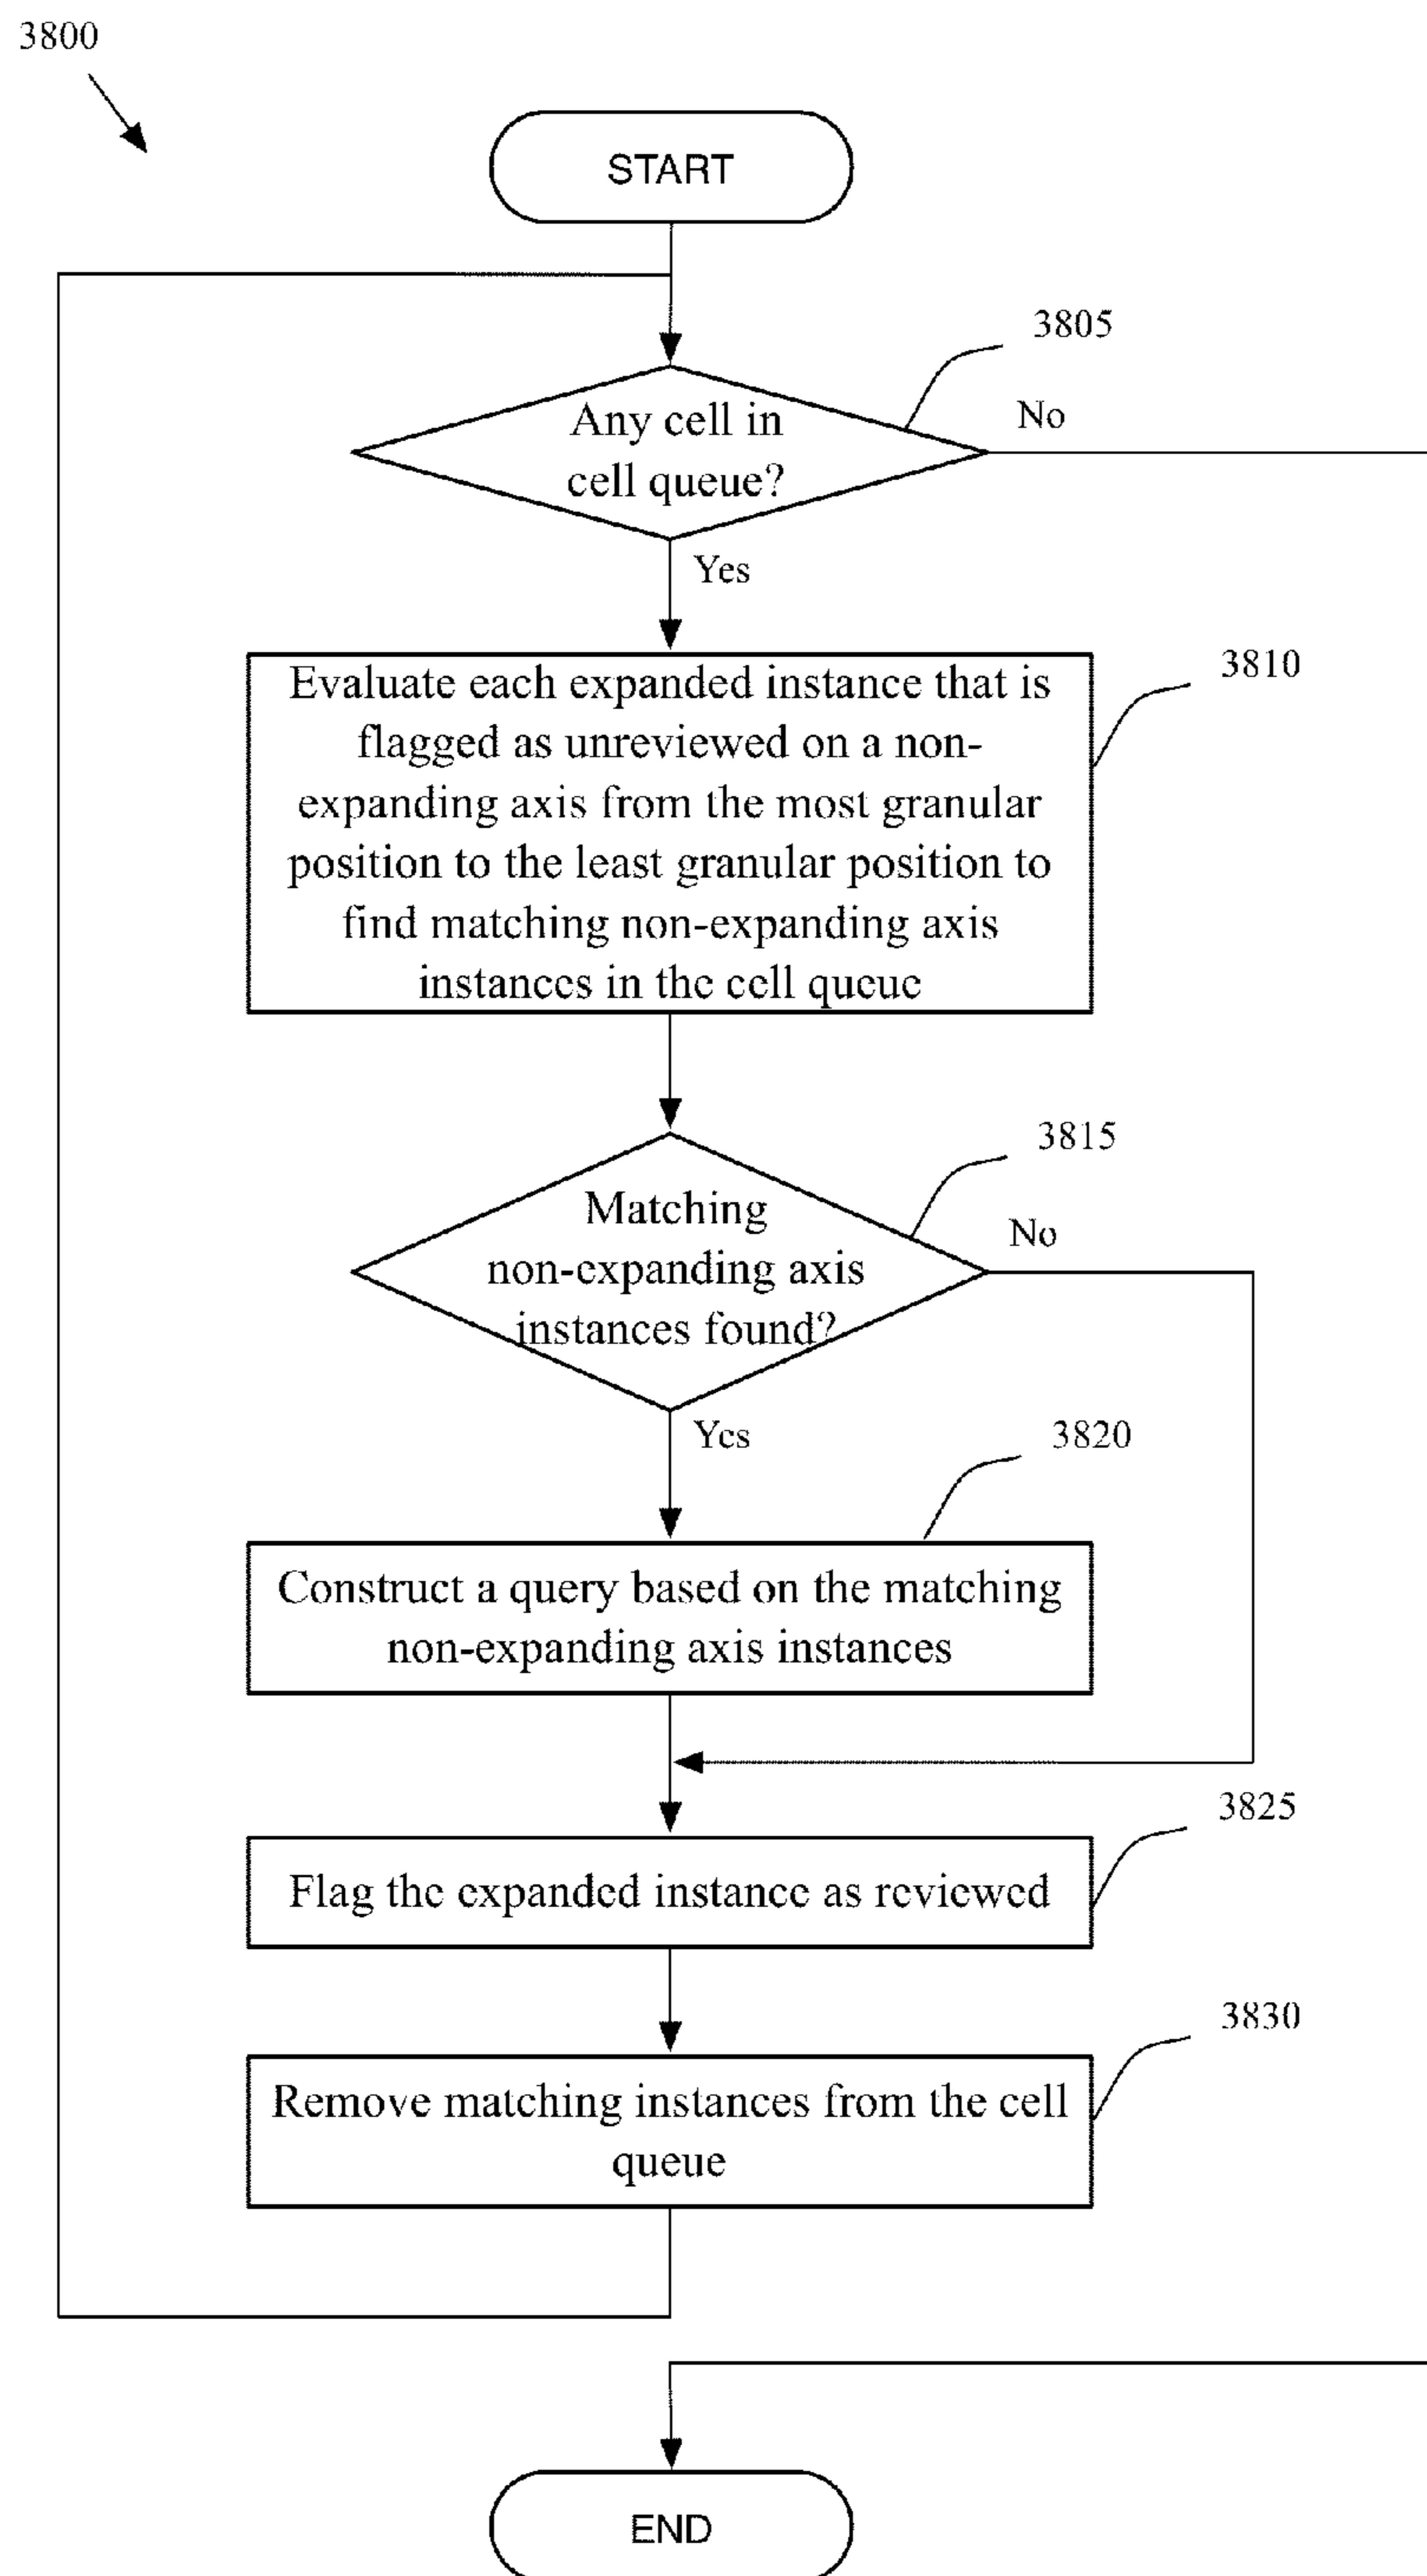 3800
START
3805
Any cell in
cell queue?
No
Yes
3810
Evaluate each expanded instance that is
flagged as unreviewed on a non-
expanding axis from the most granular
position to the least granular position to
find matching non-expanding axis
instances in the cell queue
3815
Matching
non-expanding axis
instances found?
No
Yes
3820
Construct a query based on the matching
non-expanding axis instances
3825
Flag the expanded instance as reviewed
3830
Remove matching instances from the cell
queue
END